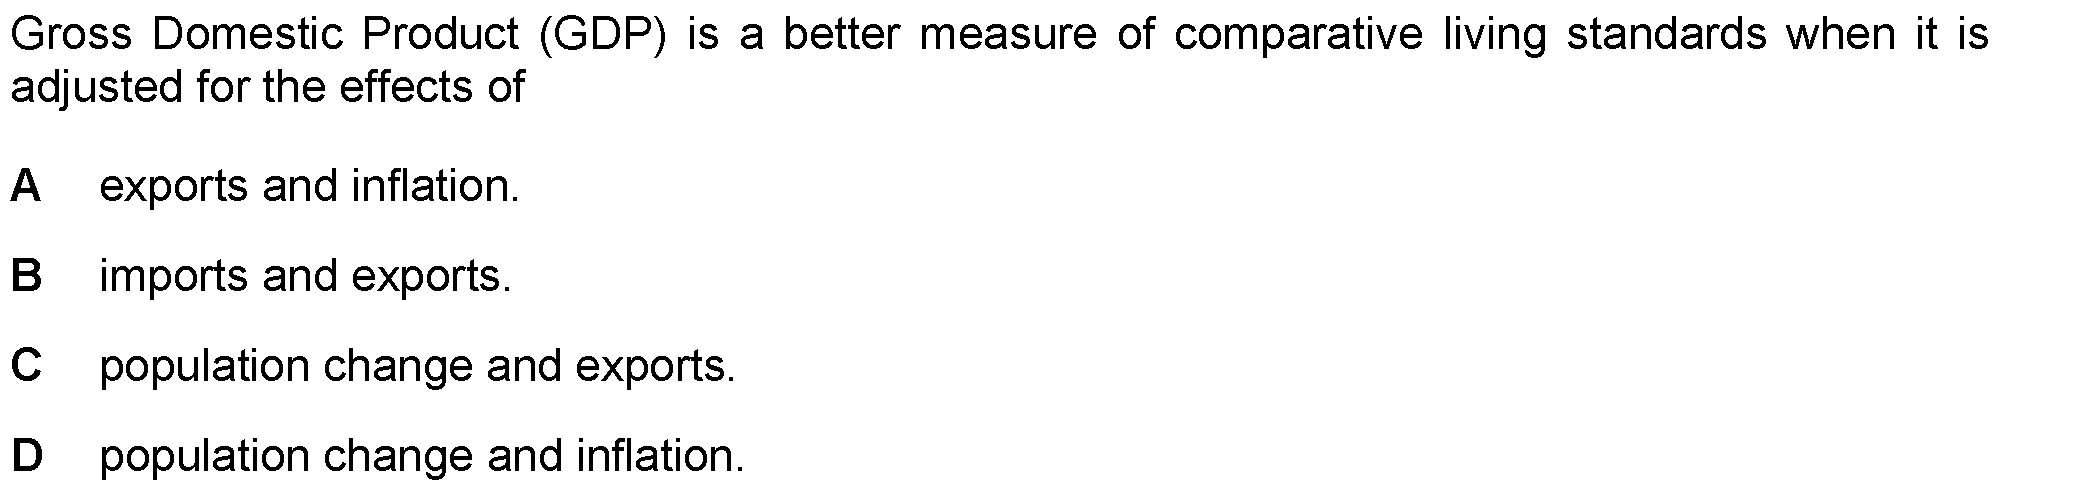 Gross Domestic Product (GDP) is a better measure of comparative living standards when it is
adjusted for the effects of
A exports and inflation.
B imports and exports.
C population change and exports.
D population change and inflation.